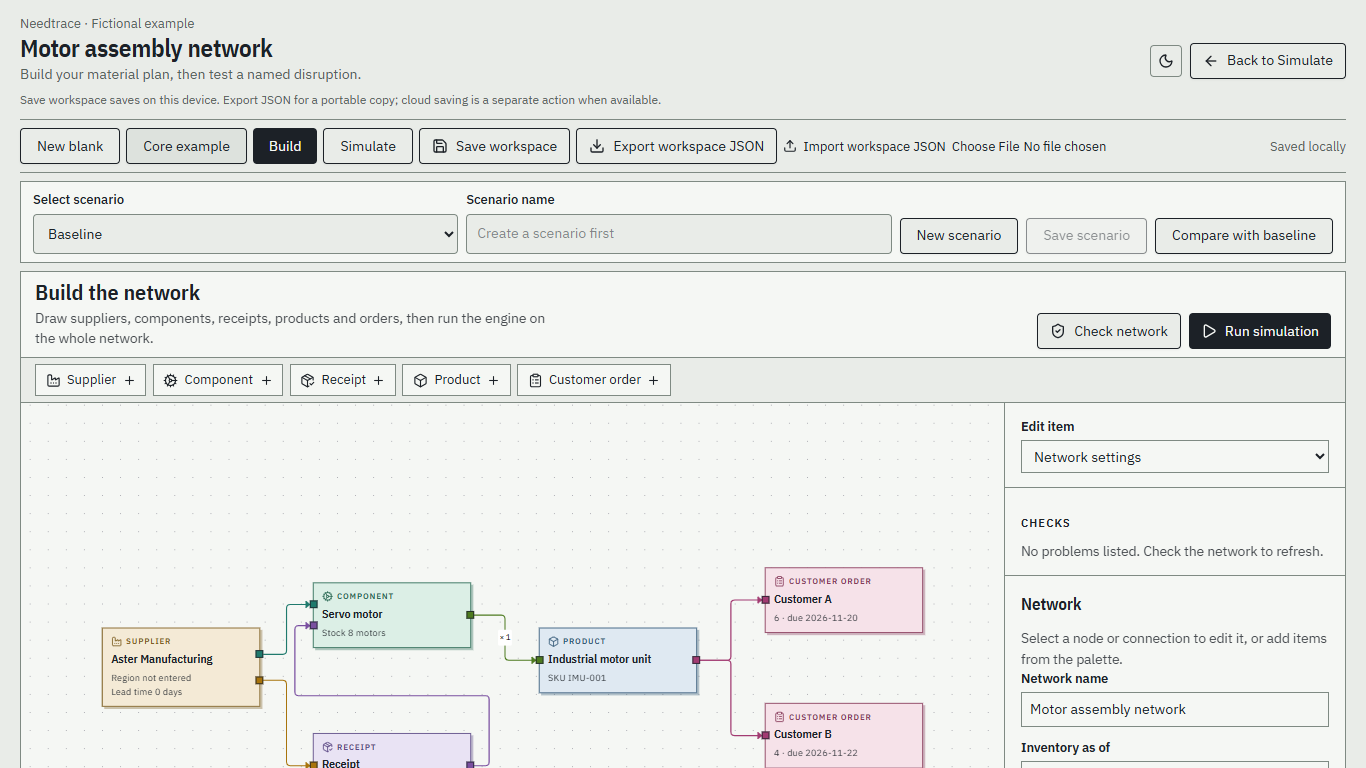 Needtrace · Fictional example
Motor assembly network
Build your material plan, then test a named disruption.
Save workspace saves on this device. Export JSON for a portable copy; cloud saving is a separate action when available.
Back to Simulate
New blank
Core example
Build
Simulate
Save workspace
Export workspace JSON
Import workspace JSON
Choose File No file chosen
Saved locally
Select scenario
Baseline
Scenario name
Create a scenario first
New scenario
Save scenario
Compare with baseline
Build the network
Draw suppliers, components, receipts, products and orders, then run the engine on
the whole network.
Check network
Run simulation
Supplier +
Component +
Receipt +
Product +
Customer order +
SUPPLIER
Aster Manufacturing
Region not entered
Lead time 0 days
COMPONENT
Servo motor
Stock 8 motors
RECEIPT
Receipt
× 1
PRODUCT
Industrial motor unit
SKU IMU-001
CUSTOMER ORDER
Customer A
6 · due 2026-11-20
CUSTOMER ORDER
Customer B
4 · due 2026-11-22
Edit item
Network settings
CHECKS
No problems listed. Check the network to refresh.
Network
Select a node or connection to edit it, or add items
from the palette.
Network name
Motor assembly network
Inventory as of